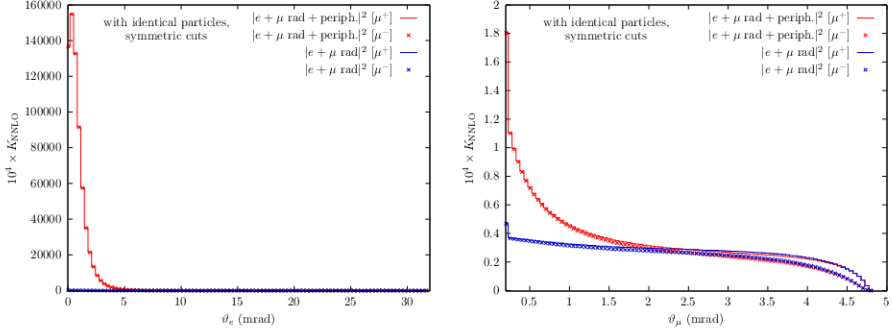 160000
140000
120000
100000
80000
60000
40000
20000
0
10⁴ × K_NNLO
with identical particles,
symmetric cuts
|e + μ rad + periph.|² [μ⁺]
|e + μ rad + periph.|² [μ⁻]
|e + μ rad|² [μ⁺]
|e + μ rad|² [μ⁻]
0 5 10 15 20 25 30
ϑ_e (mrad)
2
1.8
1.6
1.4
1.2
1
0.8
0.6
0.4
0.2
0
10⁴ × K_NNLO
with identical particles,
symmetric cuts
|e + μ rad + periph.|² [μ⁺]
|e + μ rad + periph.|² [μ⁻]
|e + μ rad|² [μ⁺]
|e + μ rad|² [μ⁻]
0.5 1 1.5 2 2.5 3 3.5 4 4.5 5
ϑ_μ (mrad)